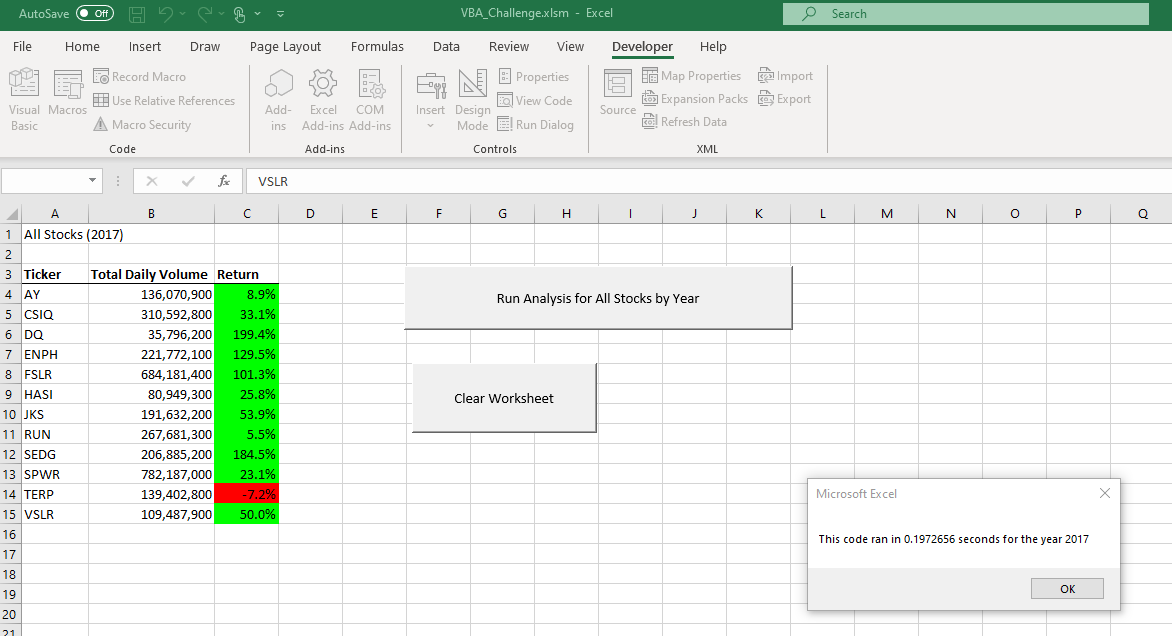 AutoSave Off VBA_Challenge.xlsm - Excel Search
File Home Insert Draw Page Layout Formulas Data Review View Developer Help
Visual Basic
Macros
Record Macro
Use Relative References
Macro Security
Code
Add-ins
Excel Add-ins
COM Add-ins
Add-ins
Insert
Design Mode
Properties
View Code
Run Dialog
Controls
Source
Map Properties
Expansion Packs
Refresh Data
Import
Export
XML
fx VSLR
A B C D E F G H I J K L M N O P Q
1 All Stocks (2017)
2
3 Ticker Total Daily Volume Return
4 AY 136,070,900 8.9%
5 CSIQ 310,592,800 33.1%
6 DQ 35,796,200 199.4%
7 ENPH 221,772,100 129.5%
8 FSLR 684,181,400 101.3%
9 HASI 80,949,300 25.8%
10 JKS 191,632,200 53.9%
11 RUN 267,681,300 5.5%
12 SEDG 206,885,200 184.5%
13 SPWR 782,187,000 23.1%
14 TERP 139,402,800 -7.2%
15 VSLR 109,487,900 50.0%
16
17
18
19
20
21
Run Analysis for All Stocks by Year
Clear Worksheet
Microsoft Excel
This code ran in 0.1972656 seconds for the year 2017
OK